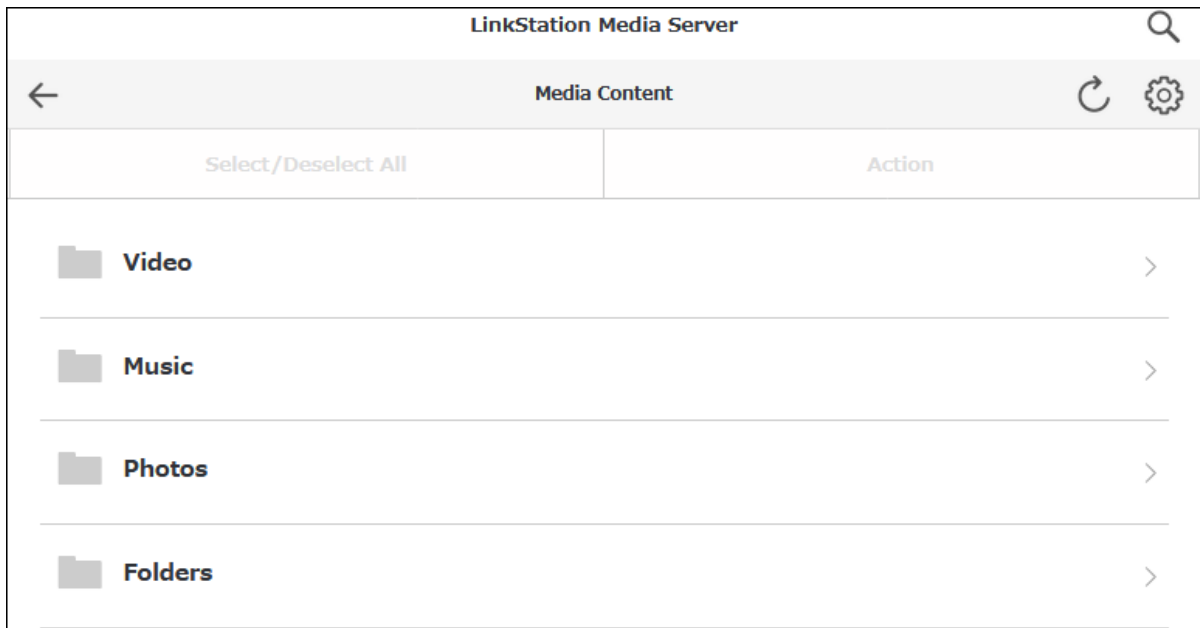 LinkStation Media Server
Media Content
Select/Deselect All
Action
Video
Music
Photos
Folders